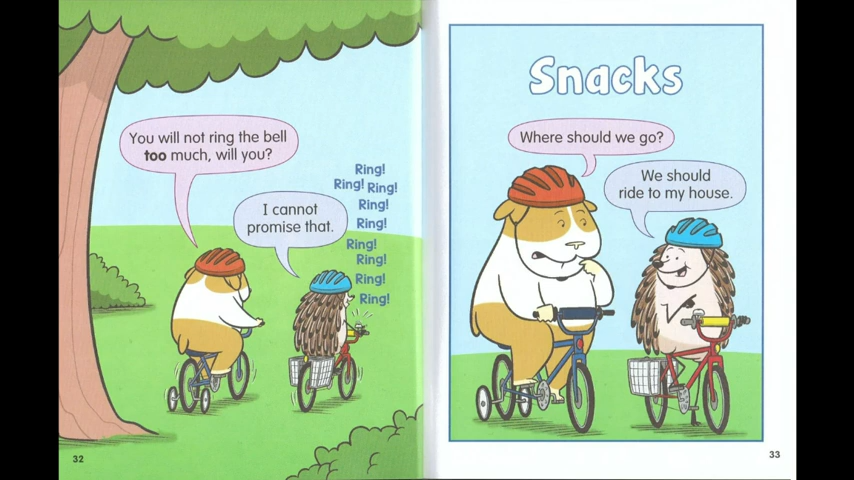 You will not ring the bell
too much, will you?
I cannot
promise that.
Ring!
Ring! Ring!
Ring!
Ring!
Ring!
Ring!
Ring!
Ring!
32
Snacks
Where should we go?
We should
ride to my house.
33